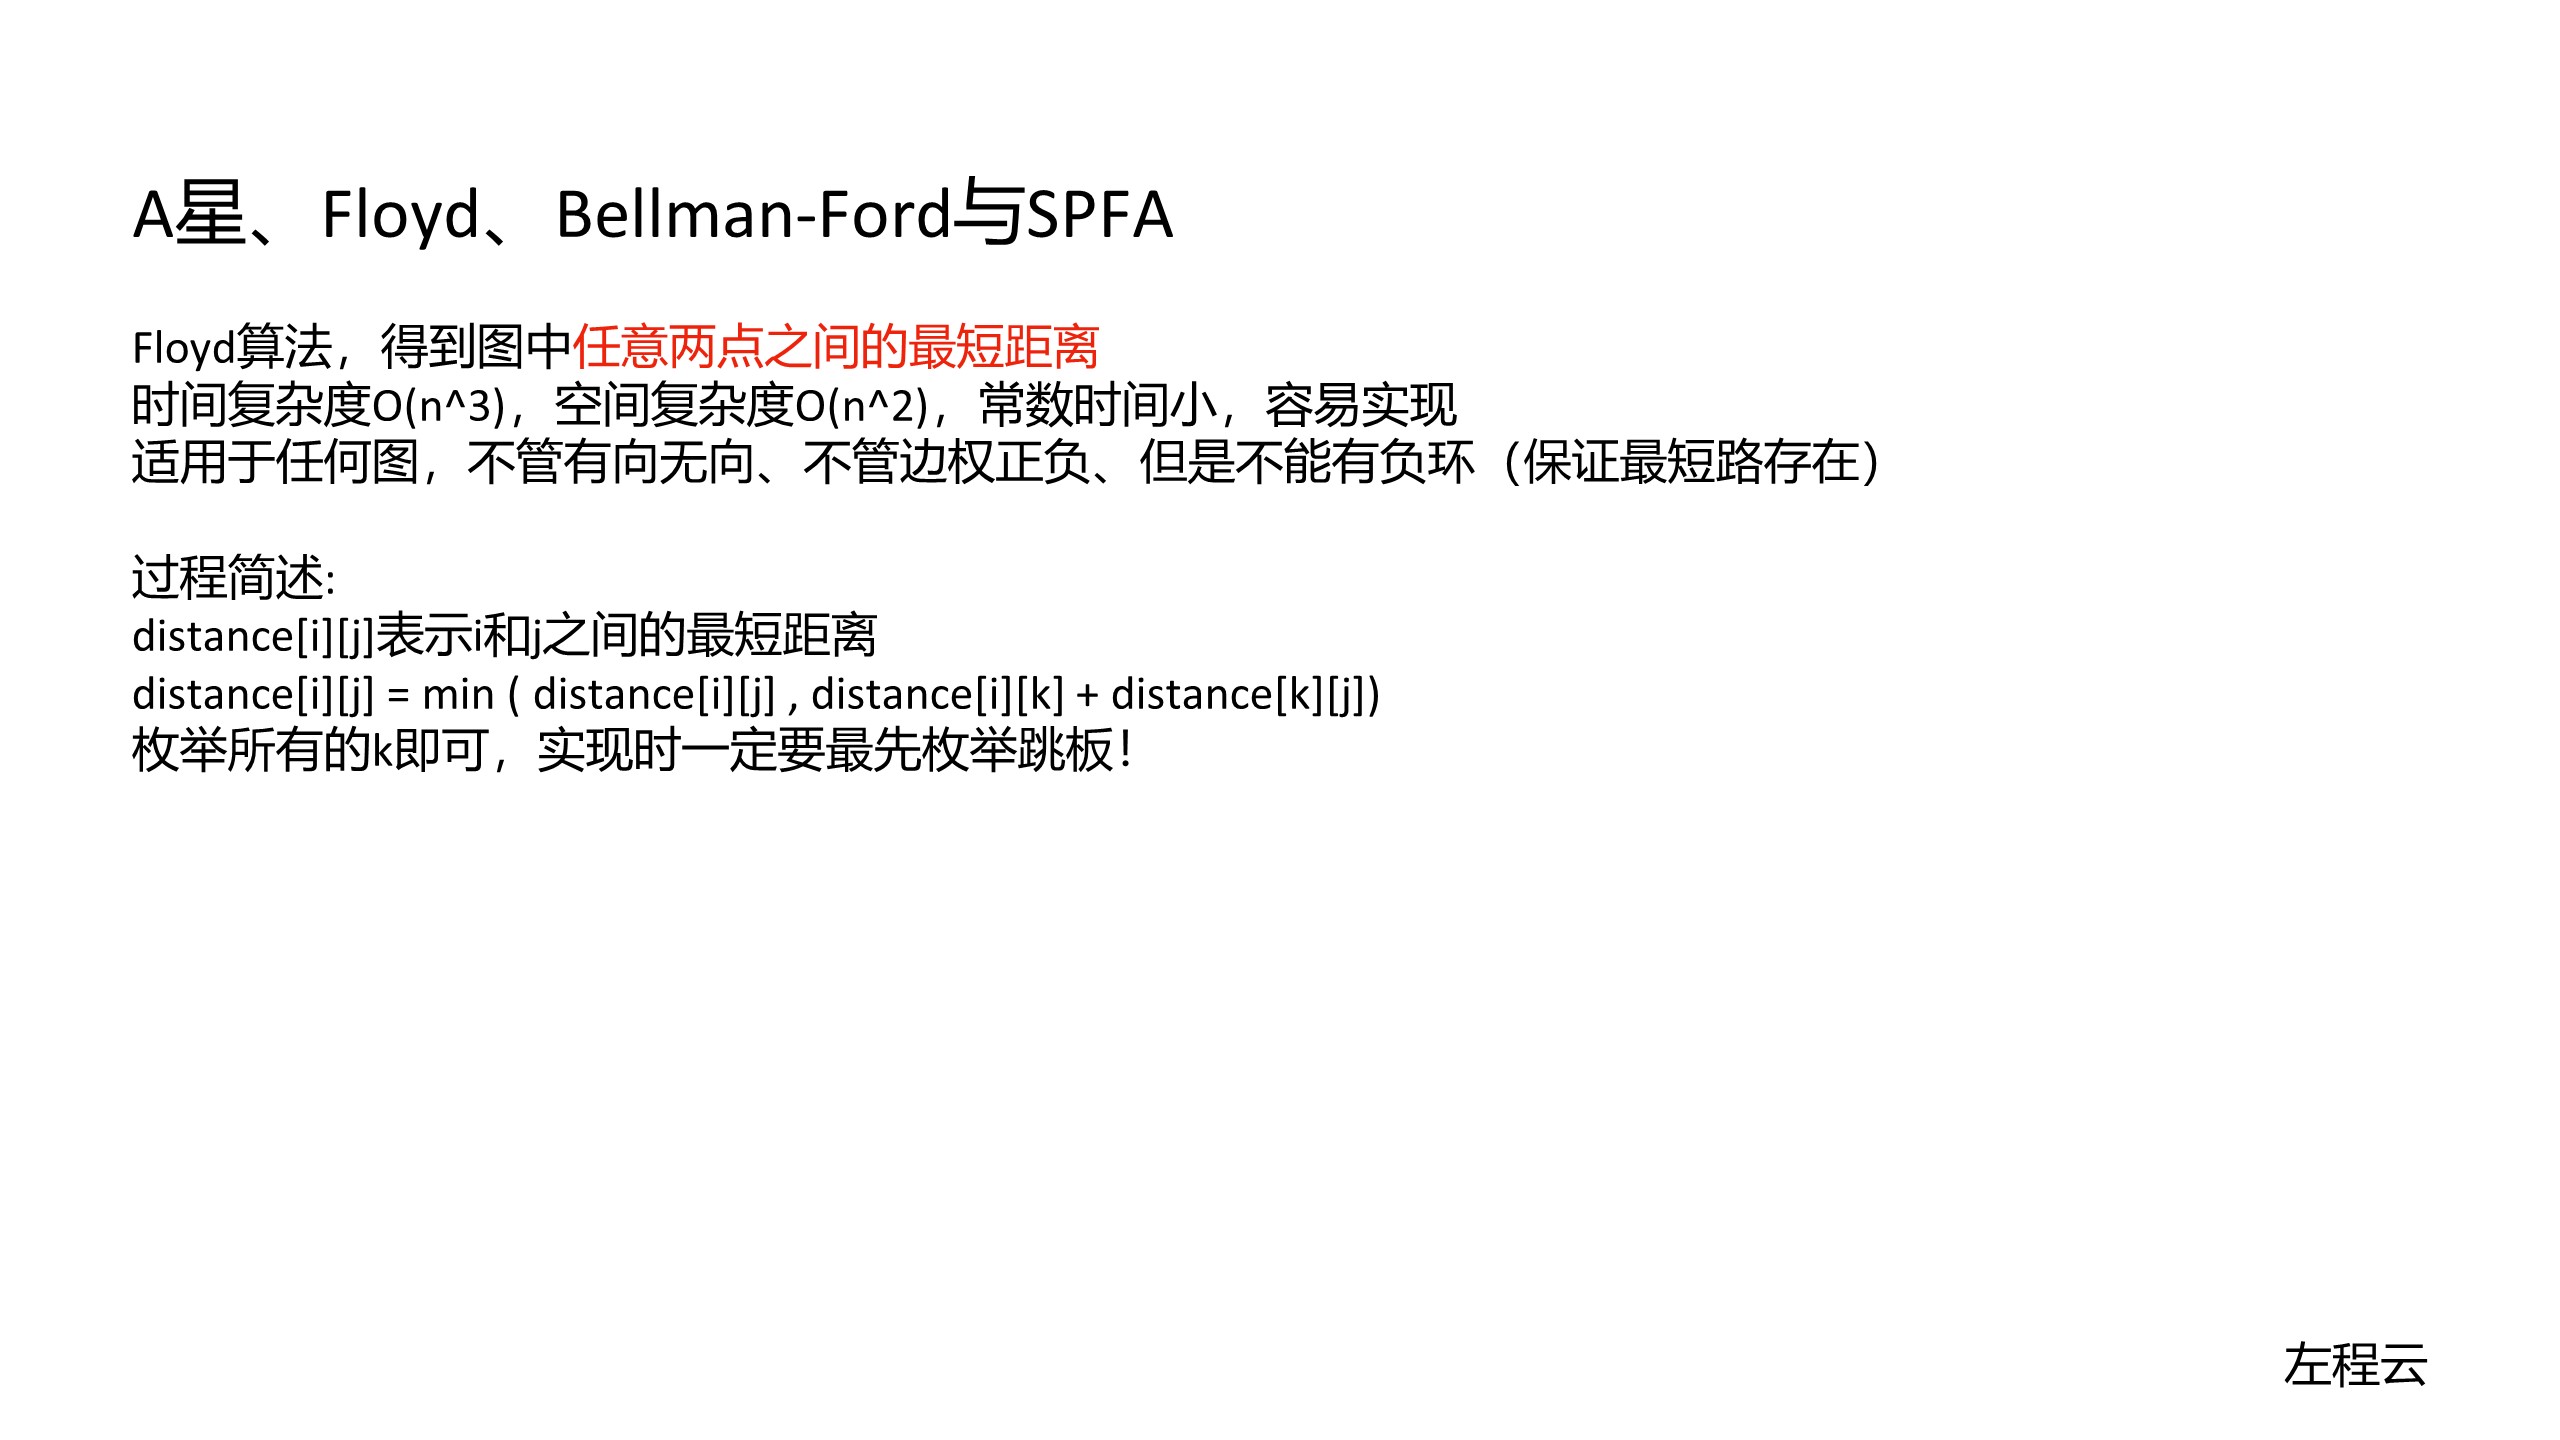 A星、Floyd、Bellman-Ford与SPFA
Floyd算法，得到图中任意两点之间的最短距离
时间复杂度O(n^3)，空间复杂度O(n^2)，常数时间小，容易实现
适用于任何图，不管有向无向、不管边权正负、但是不能有负环（保证最短路存在）
过程简述:
distance[i][j]表示i和j之间的最短距离
distance[i][j] = min ( distance[i][j] , distance[i][k] + distance[k][j])
枚举所有的k即可，实现时一定要最先枚举跳板！
左程云